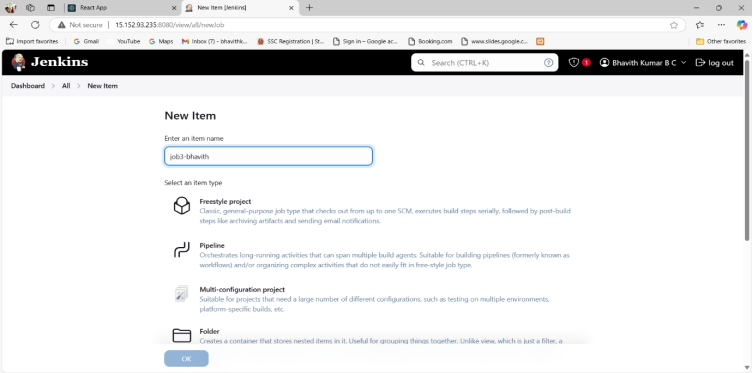 React App
New Item [Jenkins]
Not secure | 15.152.93.235:8080/view/all/newJob
Import favorites
Gmail
YouTube
Maps
Inbox (7) - bhavithk...
SSC Registration | St...
Sign in – Google ac...
Booking.com
www.slides.google.c...
Other favorites
Jenkins
Search (CTRL+K)
1
Bhavith Kumar B C
log out
Dashboard > All > New Item
New Item
Enter an item name
job3-bhavith
Select an item type
Freestyle project
Classic, general-purpose job type that checks out from up to one SCM, executes build steps serially, followed by post-build
steps like archiving artifacts and sending email notifications.
Pipeline
Orchestrates long-running activities that can span multiple build agents. Suitable for building pipelines (formerly known as
workflows) and/or organizing complex activities that do not easily fit in free-style job type.
Multi-configuration project
Suitable for projects that need a large number of different configurations, such as testing on multiple environments,
platform-specific builds, etc.
Folder
Creates a container that stores nested items in it. Useful for grouping things together. Unlike view, which is just a filter, a
OK